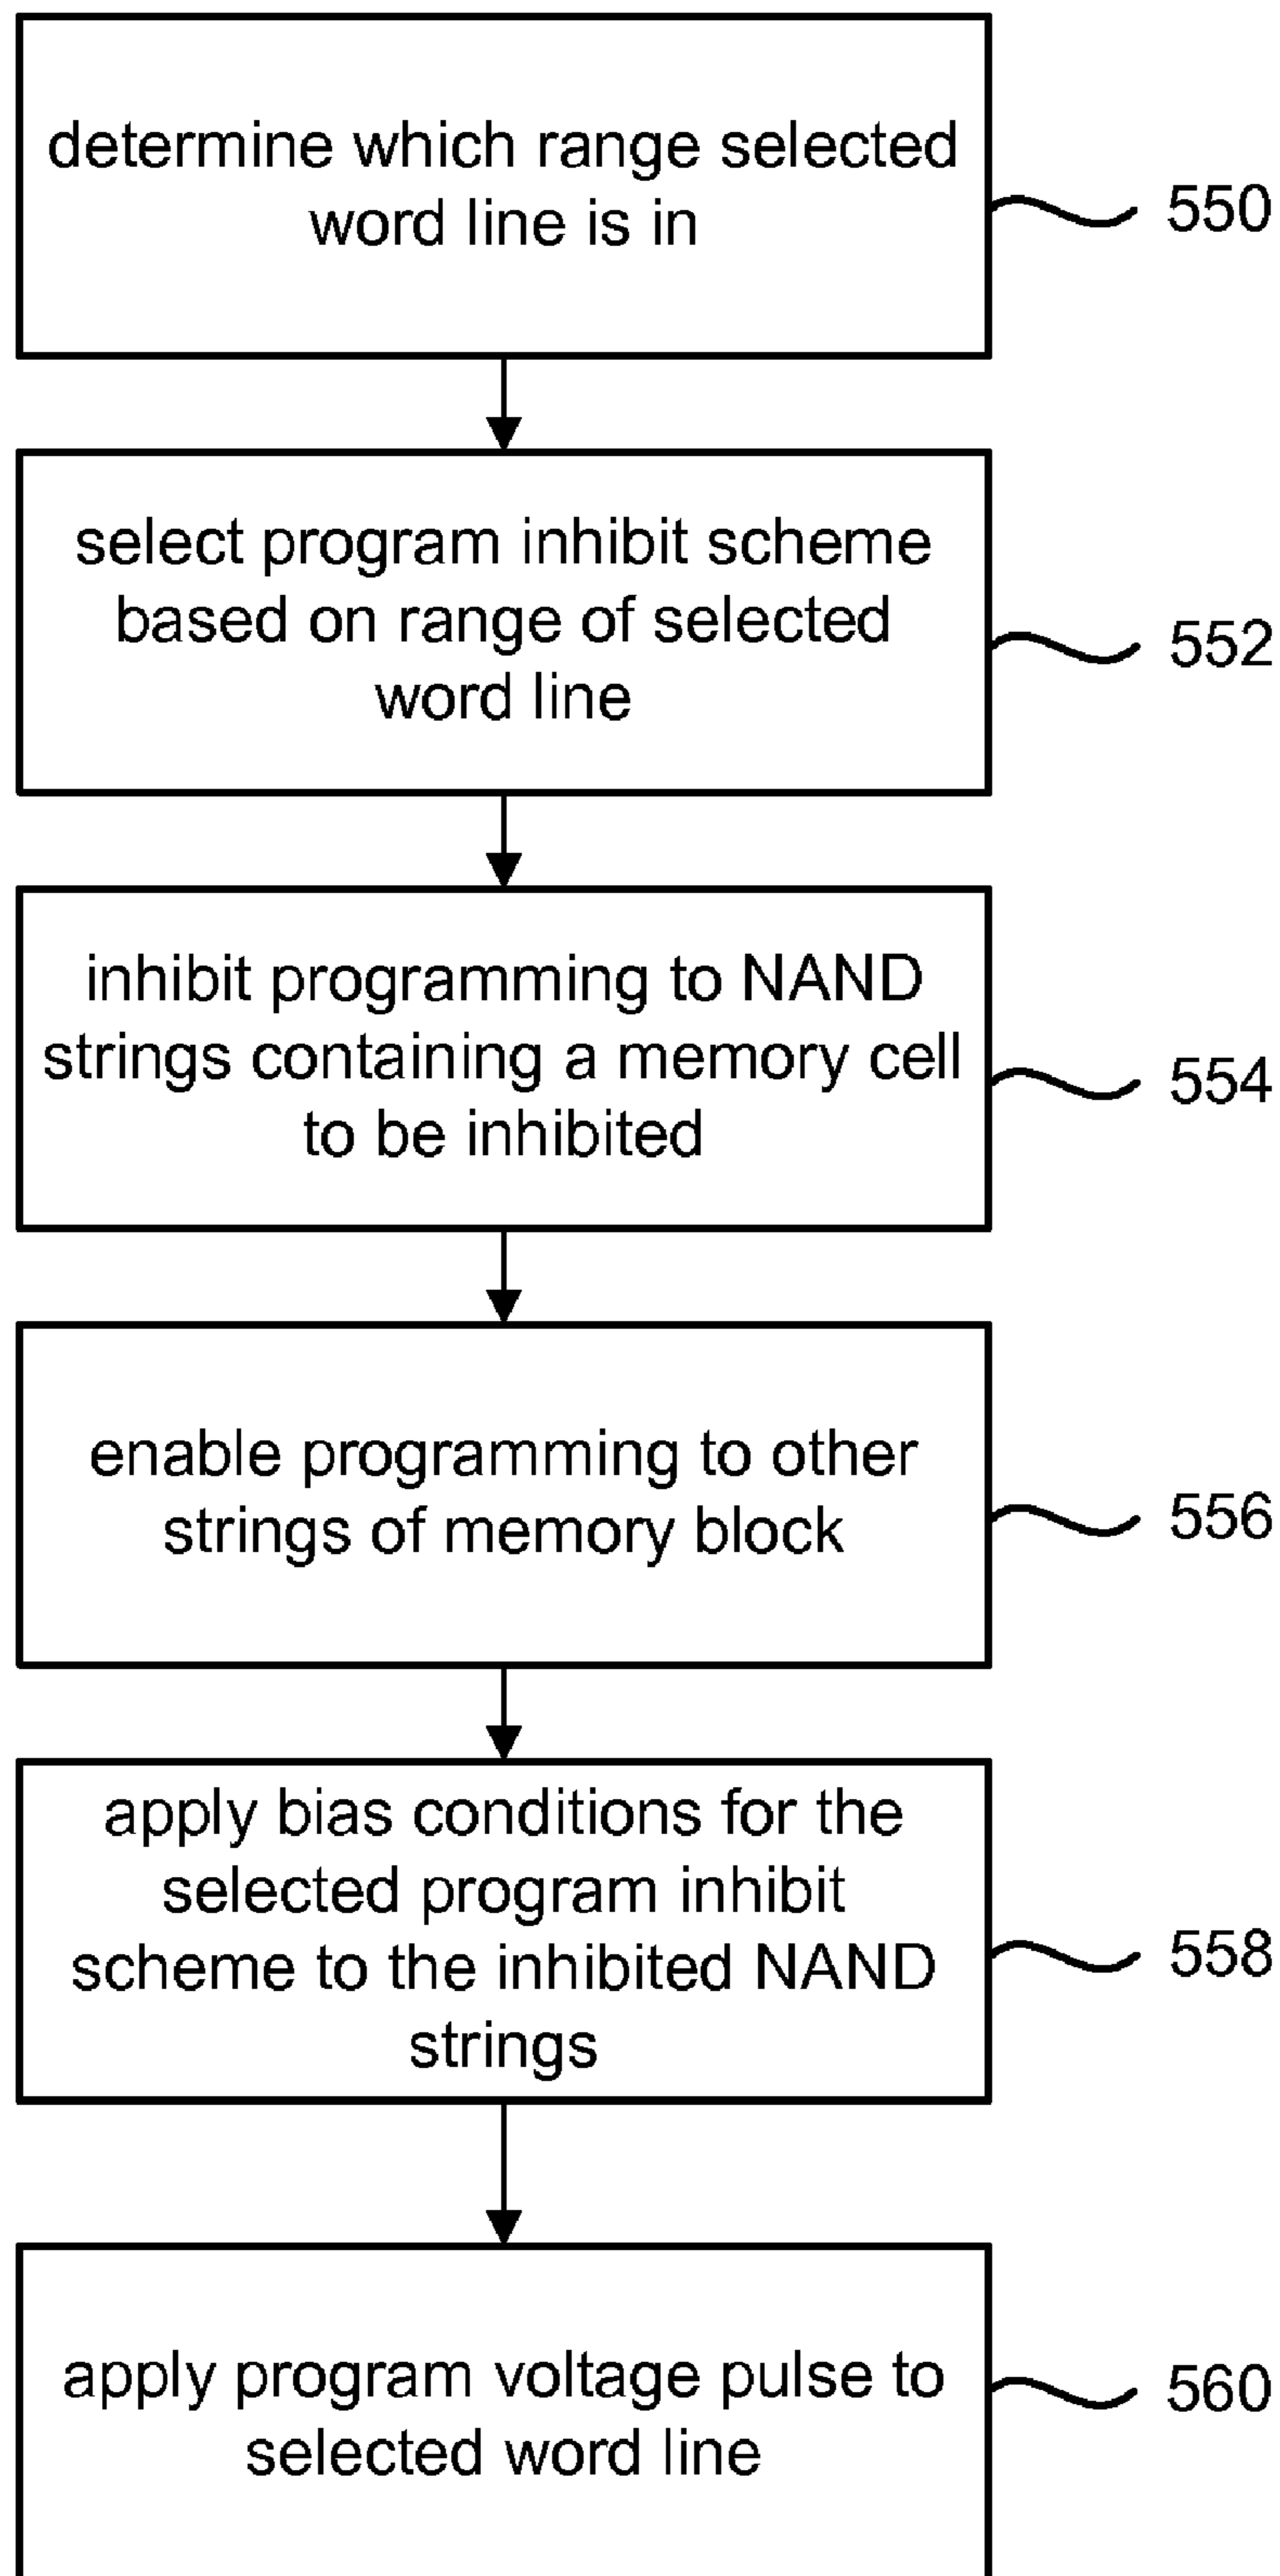 determine which range selected
word line is in
550
select program inhibit scheme
based on range of selected
word line
552
inhibit programming to NAND
strings containing a memory cell
to be inhibited
554
enable programming to other
strings of memory block
556
apply bias conditions for the
selected program inhibit
scheme to the inhibited NAND
strings
558
apply program voltage pulse to
selected word line
560